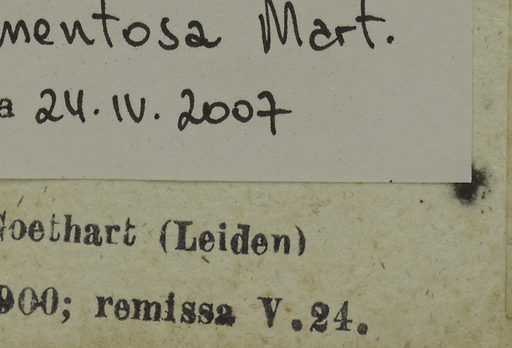 mentosa Mart.
a 24.IV.2007
Goethart (Leiden)
900; remissa V.24.